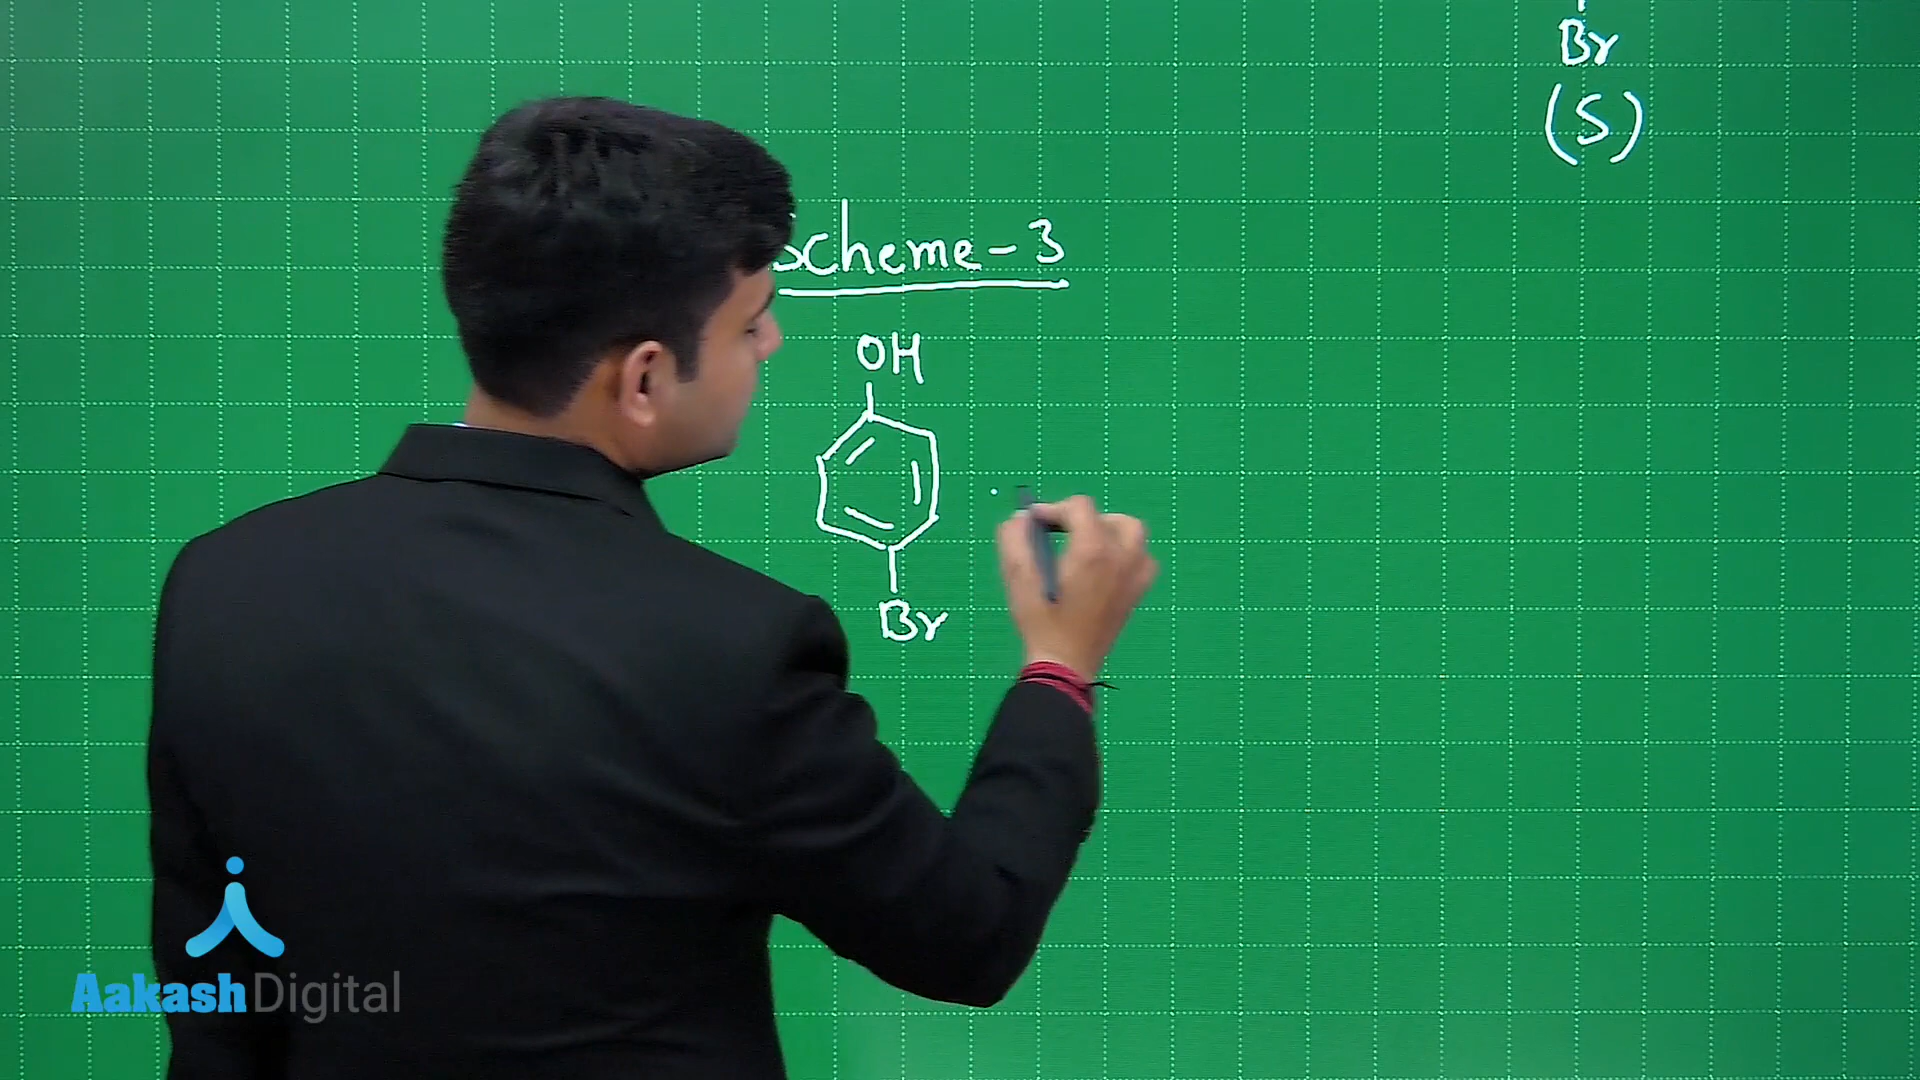 Br
(S)
Scheme-3
OH
Br
Aakash Digital